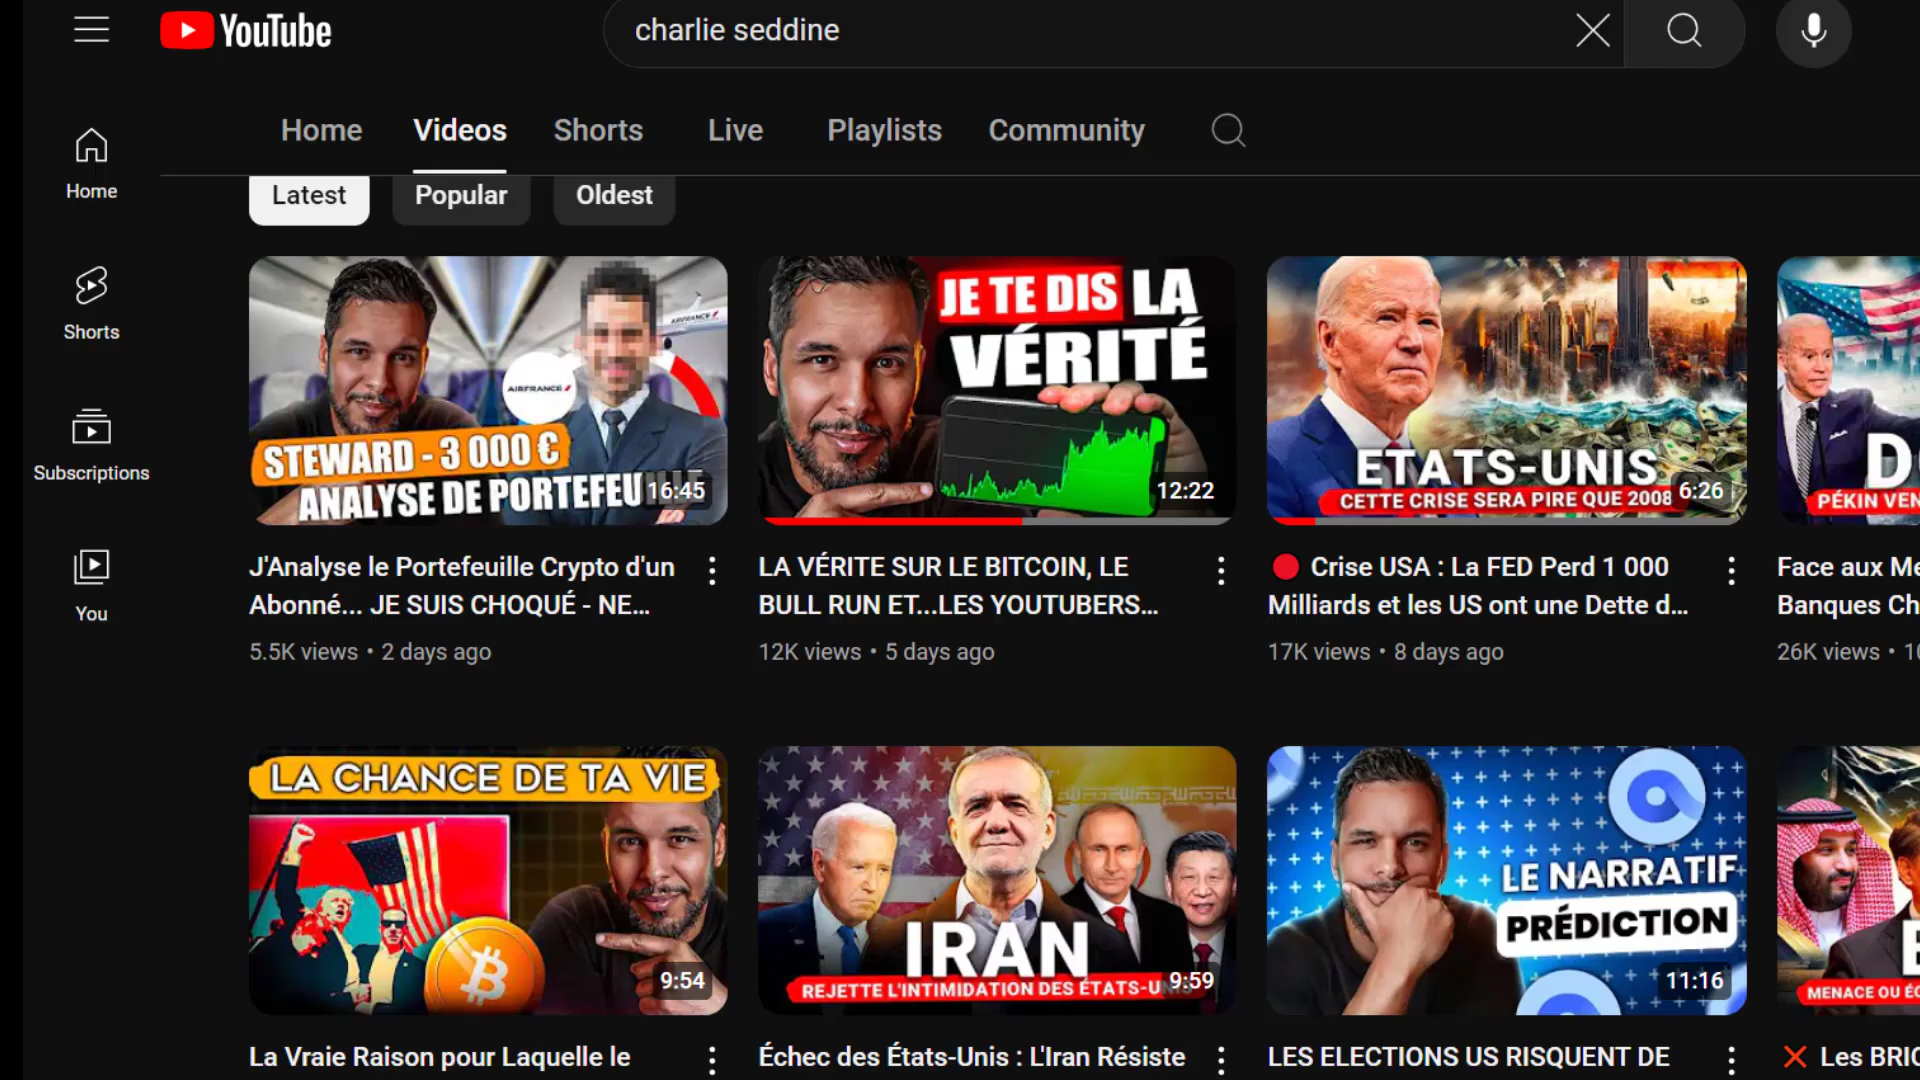 YouTube
charlie seddine
Home
Videos
Shorts
Live
Playlists
Community
Home
Shorts
Subscriptions
You
Latest
Popular
Oldest
AIRFRANCE
AIRFRANCE
STEWARD - 3 000 €
ANALYSE DE PORTEFEU
16:45
J'Analyse le Portefeuille Crypto d'un
Abonné... JE SUIS CHOQUÉ - NE...
5.5K views • 2 days ago
JE TE DIS LA
VÉRITÉ
12:22
LA VÉRITE SUR LE BITCOIN, LE
BULL RUN ET...LES YOUTUBERS...
12K views • 5 days ago
ETATS-UNIS
CETTE CRISE SERA PIRE QUE 2008
6:26
🔴 Crise USA : La FED Perd 1 000
Milliards et les US ont une Dette d...
17K views • 8 days ago
D
PÉKIN VEN
Face aux Me
Banques Ch
26K views • 10
LA CHANCE DE TA VIE
9:54
La Vraie Raison pour Laquelle le
IRAN
REJETTE L'INTIMIDATION DES ÉTATS-UNIS
9:59
Échec des États-Unis : L'Iran Résiste
LE NARRATIF
PRÉDICTION
11:16
LES ELECTIONS US RISQUENT DE
MENACE OU ÉC
❌ Les BRIC